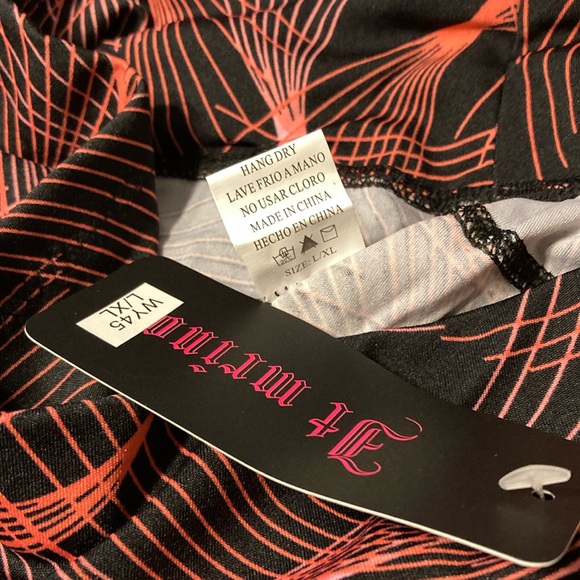 HANG DRY
LAVE FRIO A MANO
NO USAR CLORO
MADE IN CHINA
HECHO EN CHINA
SIZE: L/XL
WY45
L/XL